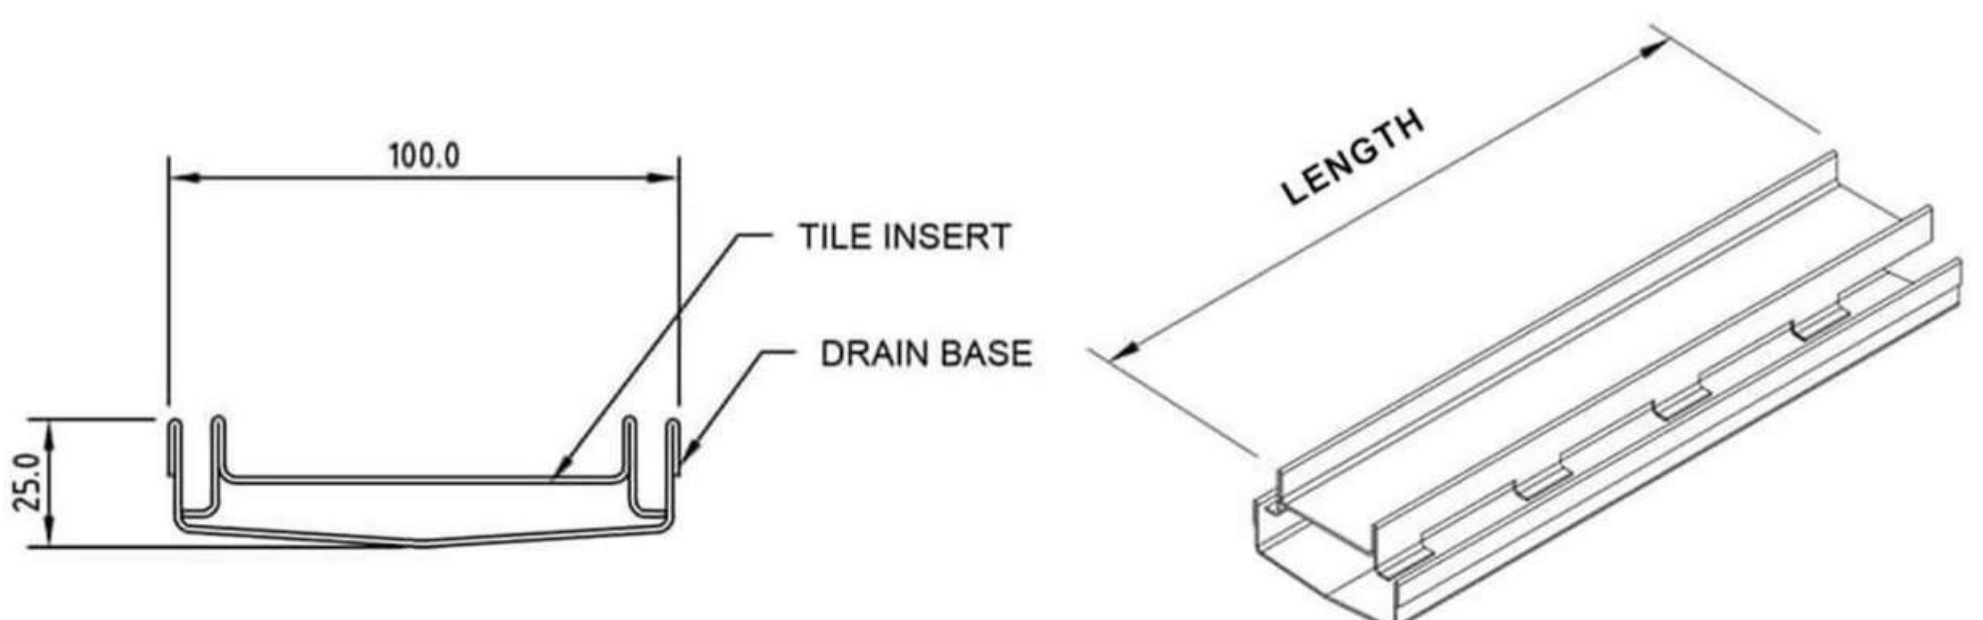 100.0
TILE INSERT
DRAIN BASE
25.0
LENGTH